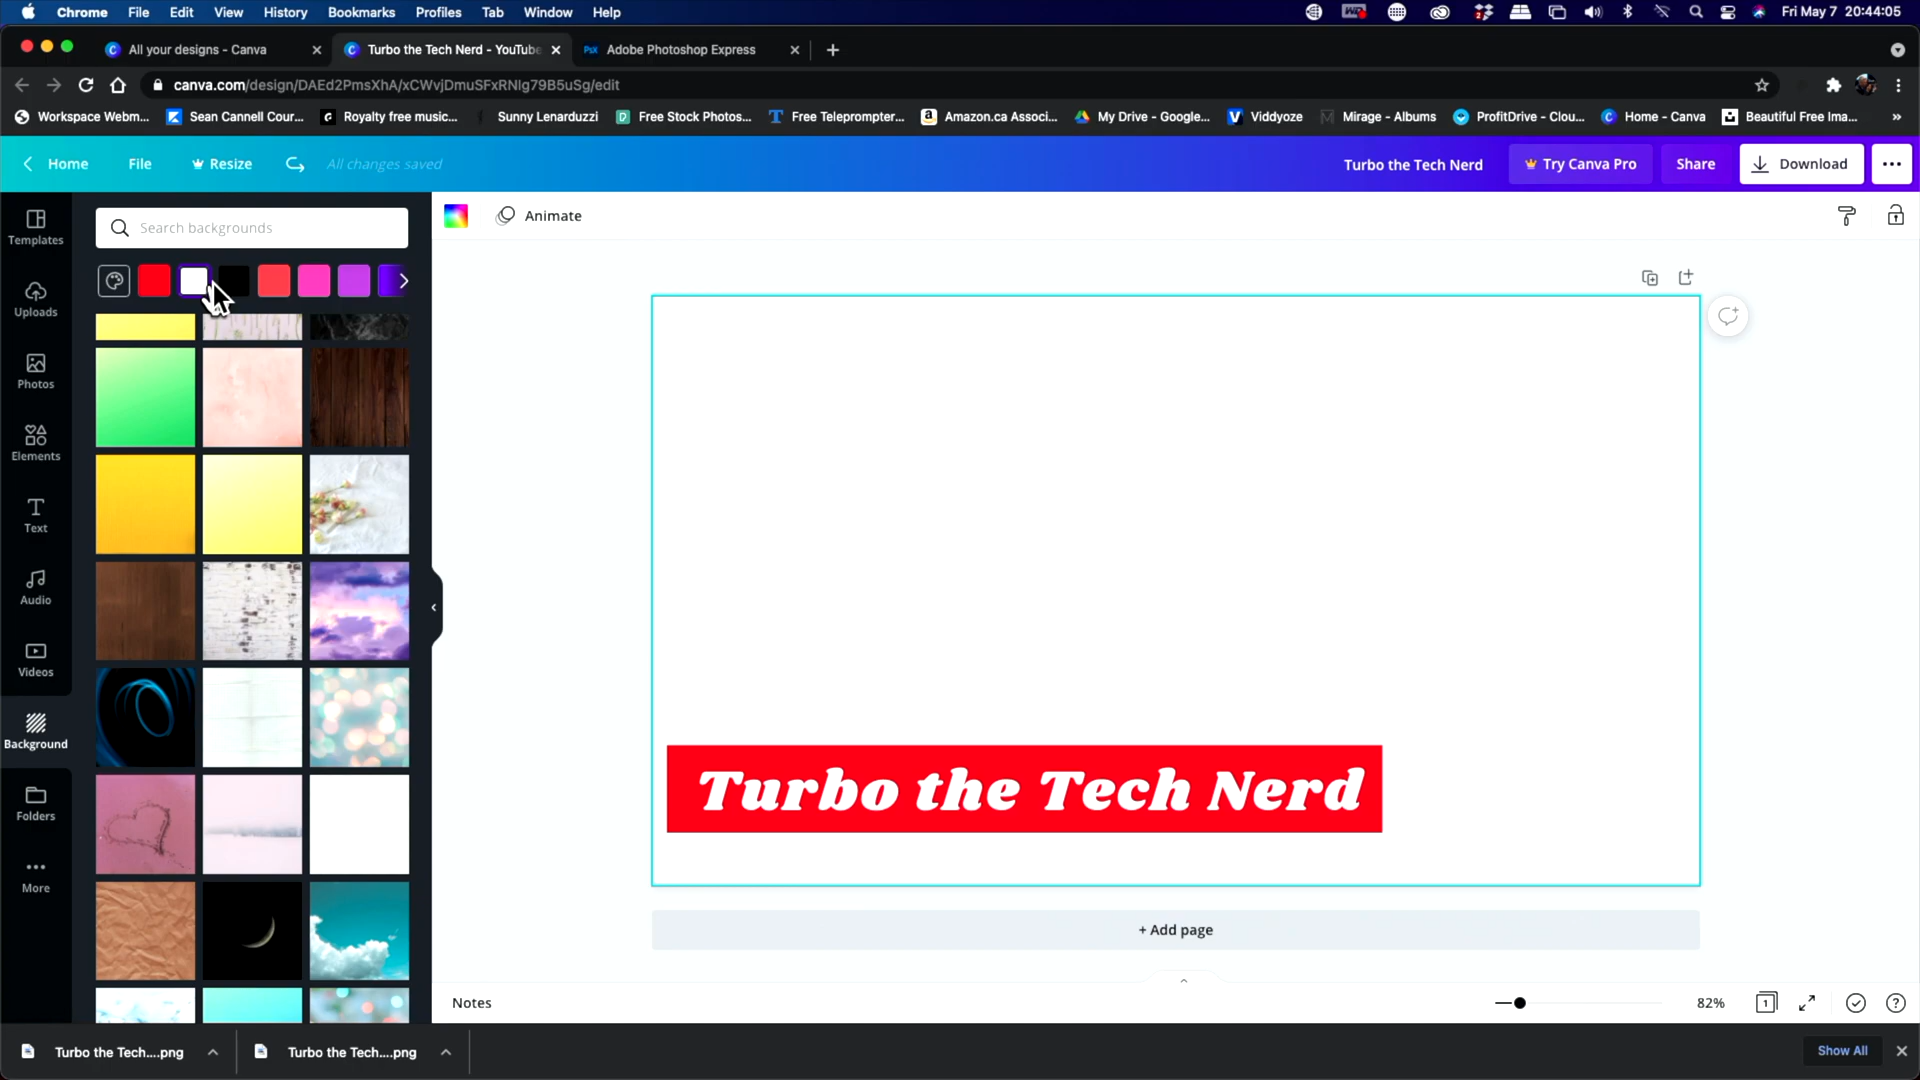 Chrome File Edit View History Bookmarks Profiles Tab Window Help Fri May 7 20:44:05
All your designs - Canva Turbo the Tech Nerd - YouTube Adobe Photoshop Express
canva.com/design/DAEd2PmsXhA/xCWvjDmuSFxRNIg79B5uSg/edit
Workspace Webm... Sean Cannell Cour... Royalty free music... Sunny Lenarduzzi Free Stock Photos... Free Teleprompter... Amazon.ca Associ... My Drive - Google... Viddyoze Mirage - Albums ProfitDrive - Clou... Home - Canva Beautiful Free Ima...
Home File Resize All changes saved Turbo the Tech Nerd Try Canva Pro Share Download
Templates
Search backgrounds
Animate
Uploads
Photos
Elements
Text
Audio
Videos
Background
Folders
More
Turbo the Tech Nerd
+ Add page
Notes 82% 1
Turbo the Tech....png Turbo the Tech....png Show All